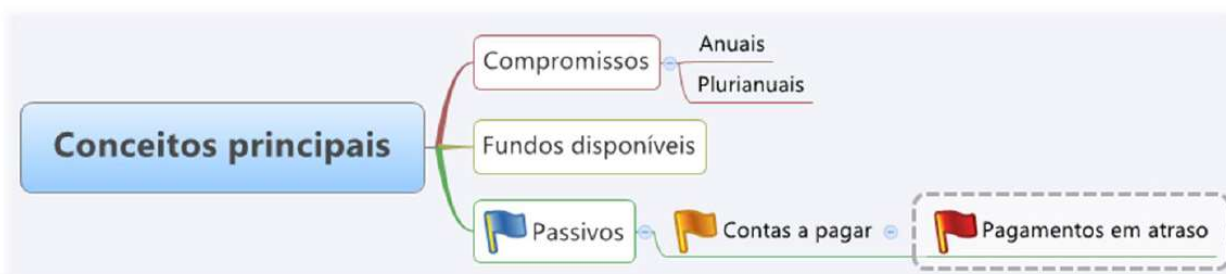 Conceitos principais
Compromissos
Anuais
Plurianuais
Fundos disponíveis
Passivos
Contas a pagar
Pagamentos em atraso